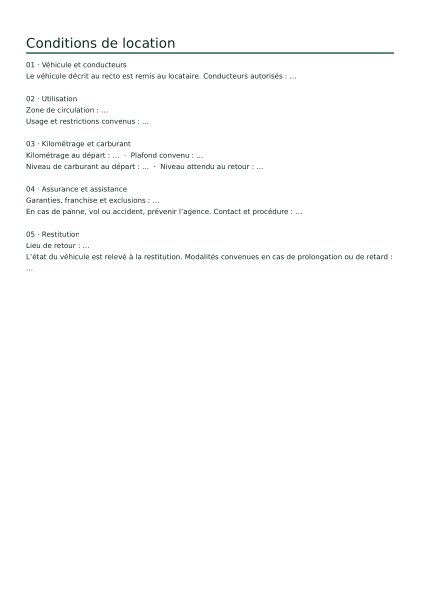 Conditions de location
01 · Véhicule et conducteurs
Le véhicule décrit au recto est remis au locataire. Conducteurs autorisés : …
02 · Utilisation
Zone de circulation : …
Usage et restrictions convenus : …
03 · Kilométrage et carburant
Kilométrage au départ : … · Plafond convenu : …
Niveau de carburant au départ : … · Niveau attendu au retour : …
04 · Assurance et assistance
Garanties, franchise et exclusions : …
En cas de panne, vol ou accident, prévenir l’agence. Contact et procédure : …
05 · Restitution
Lieu de retour : …
L’état du véhicule est relevé à la restitution. Modalités convenues en cas de prolongation ou de retard :
…